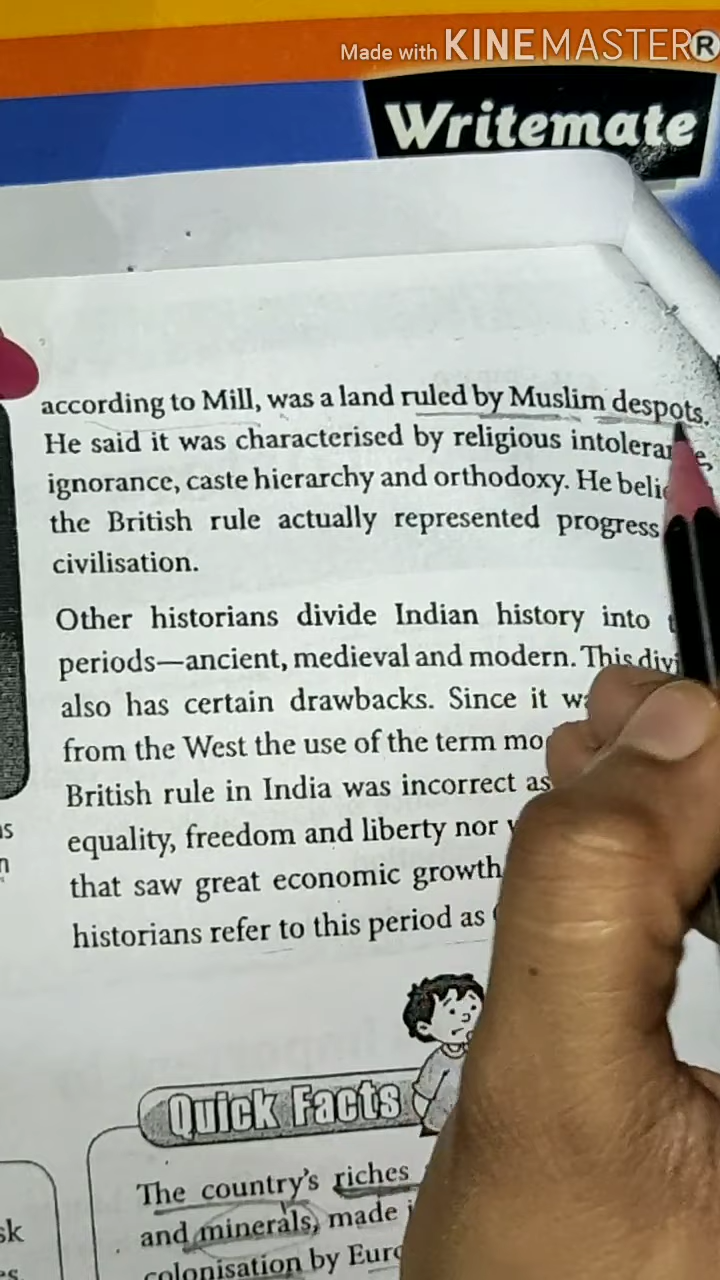 Made with KINEMASTER®
Writemate
according to Mill, was a land ruled by Muslim despots.
He said it was characterised by religious
ignorance, caste hierarchy and orthodoxy. He
the British rule actually represented progress
civilisation.
Other historians divide Indian history into
periods—ancient, medieval and modern. This
also has certain drawbacks. Since it
from the West the use of the term
British rule in India was incorrect as
equality, freedom and liberty nor
that saw great economic growth
historians refer to this period as
Quick Facts
The country's riches
and minerals, made
colonisation by